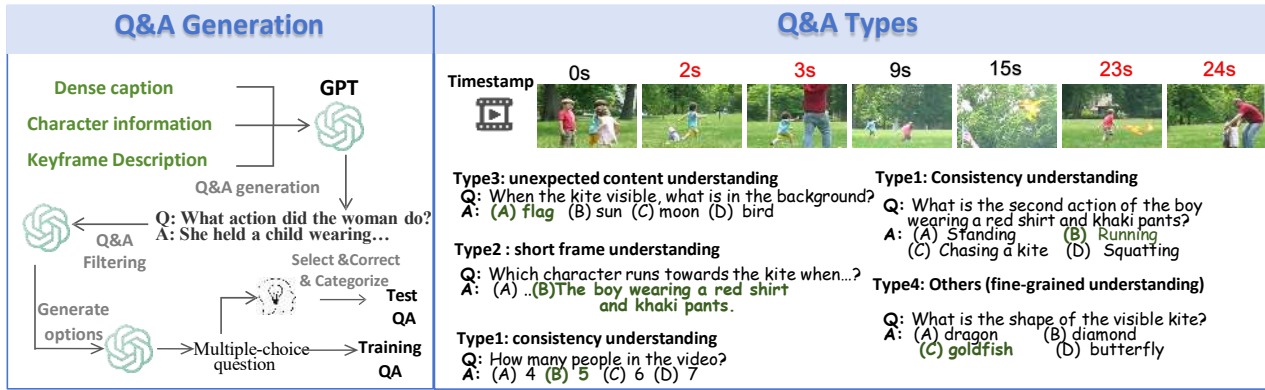 Q&A Generation
Dense caption
Character information
Keyframe Description
GPT
Q&A generation
Q: What action did the woman do?
A: She held a child wearing...
Q&A
Filtering
Select &Correct
& Categorize
Test
QA
Generate
options
Multiple-choice
question
Training
QA
Q&A Types
Timestamp
0s 2s 3s 9s 15s 23s 24s
Type3: unexpected content understanding
Q: When the kite visible, what is in the background?
A: (A) flag (B) sun (C) moon (D) bird
Type2 : short frame understanding
Q: Which character runs towards the kite when...?
A: (A) .. (B)The boy wearing a red shirt
and khaki pants.
Type1: consistency understanding
Q: How many people in the video?
A: (A) 4 (B) 5 (C) 6 (D) 7
Type1: Consistency understanding
Q: What is the second action of the boy
wearing a red shirt and khaki pants?
A: (A) Standing (B) Running
(C) Chasing a kite (D) Squatting
Type4: Others (fine-grained understanding)
Q: What is the shape of the visible kite?
A: (A) dragon (B) diamond
(C) goldfish (D) butterfly